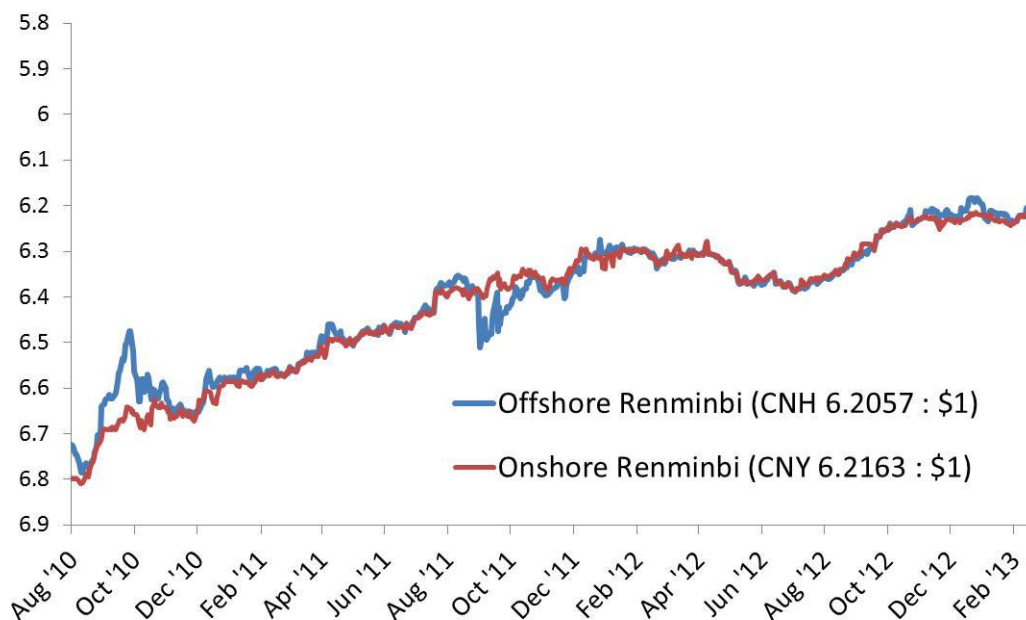 5.8
5.9
6
6.1
6.2
6.3
6.4
6.5
6.6
6.7
6.8
6.9
Offshore Renminbi (CNH 6.2057 : $1)
Onshore Renminbi (CNY 6.2163 : $1)
Aug '10
Oct '10
Dec '10
Feb '11
Apr '11
Jun '11
Aug '11
Oct '11
Dec '11
Feb '12
Apr '12
Jun '12
Aug '12
Oct '12
Dec '12
Feb '13